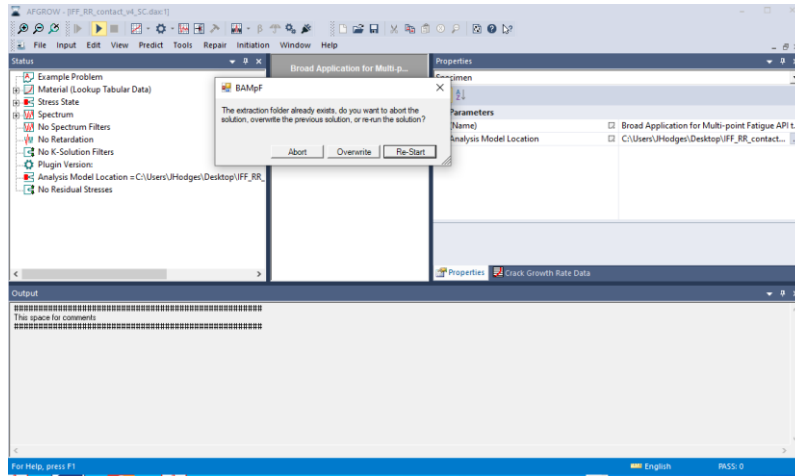 AFGROW - [IFF_RR_contact_v4_SC.dax:1]
File Input Edit View Predict Tools Repair Initiation Window Help
Status
Example Problem
Material (Lookup Tabular Data)
Stress State
Spectrum
No Spectrum Filters
No Retardation
No K-Solution Filters
Plugin Version:
Analysis Model Location = C:\Users\JHodges\Desktop\IFF_RR_
No Residual Stresses
Broad Application for Multi-p...
BAMpF
The extraction folder already exists, do you want to abort the
solution, overwrite the previous solution, or re-run the solution?
Abort Overwrite Re-Start
Properties
Parameters
Broad Application for Multi-point Fatigue API t.
Analysis Model Location C:\Users\JHodges\Desktop\IFF_RR_contact...
Properties Crack Growth Rate Data
Output
This space for comments
For Help, press F1
English PASS: 0